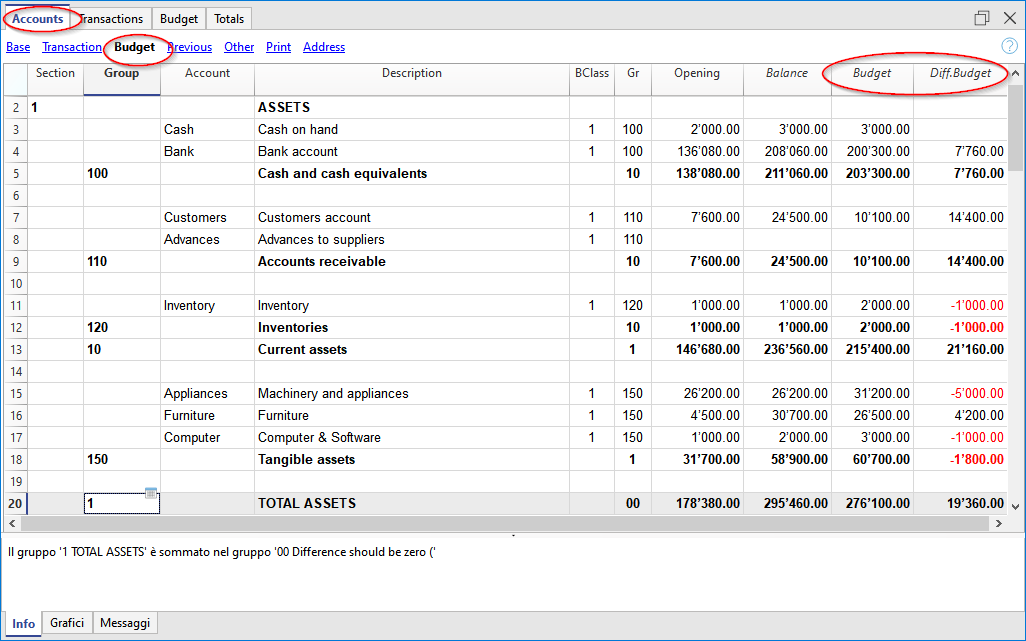 Accounts Transactions Budget Totals
Base Transaction Budget Previous Other Print Address
Section Group Account Description BClass Gr Opening Balance Budget Diff.Budget
2 1 ASSETS
3 Cash Cash on hand 1 100 2’000.00 3’000.00 3’000.00
4 Bank Bank account 1 100 136’080.00 208’060.00 200’300.00 7’760.00
5 100 Cash and cash equivalents 10 138’080.00 211’060.00 203’300.00 7’760.00
6
7 Customers Customers account 1 110 7’600.00 24’500.00 10’100.00 14’400.00
8 Advances Advances to suppliers 1 110
9 110 Accounts receivable 10 7’600.00 24’500.00 10’100.00 14’400.00
10
11 Inventory Inventory 1 120 1’000.00 1’000.00 2’000.00 -1’000.00
12 120 Inventories 10 1’000.00 1’000.00 2’000.00 -1’000.00
13 10 Current assets 1 146’680.00 236’560.00 215’400.00 21’160.00
14
15 Appliances Machinery and appliances 1 150 26’200.00 26’200.00 31’200.00 -5’000.00
16 Furniture Furniture 1 150 4’500.00 30’700.00 26’500.00 4’200.00
17 Computer Computer & Software 1 150 1’000.00 2’000.00 3’000.00 -1’000.00
18 150 Tangible assets 1 31’700.00 58’900.00 60’700.00 -1’800.00
19
20 1 TOTAL ASSETS 00 178’380.00 295’460.00 276’100.00 19’360.00
Il gruppo '1 TOTAL ASSETS' è sommato nel gruppo '00 Difference should be zero ('
Info Grafici Messaggi